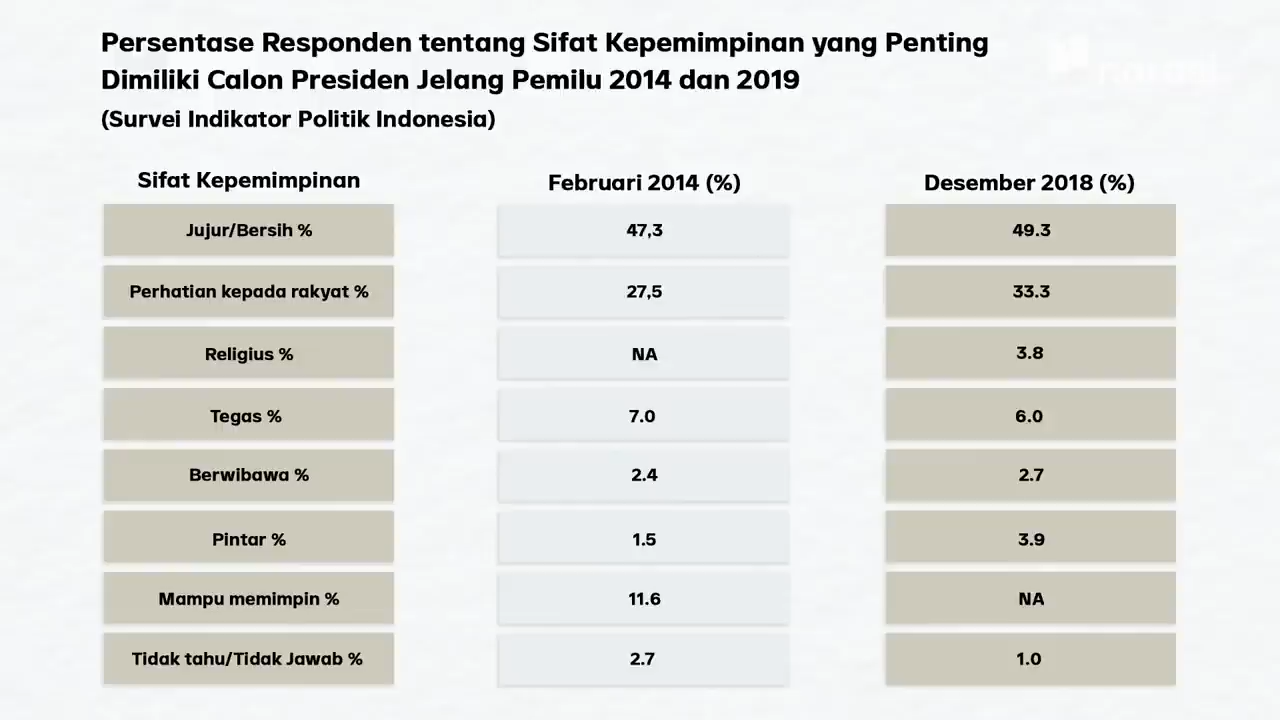 Persentase Responden tentang Sifat Kepemimpinan yang Penting
Dimiliki Calon Presiden Jelang Pemilu 2014 dan 2019
(Survei Indikator Politik Indonesia)
narasi
Sifat Kepemimpinan Februari 2014 (%) Desember 2018 (%)
Jujur/Bersih % 47,3 49.3
Perhatian kepada rakyat % 27,5 33.3
Religius % NA 3.8
Tegas % 7.0 6.0
Berwibawa % 2.4 2.7
Pintar % 1.5 3.9
Mampu memimpin % 11.6 NA
Tidak tahu/Tidak Jawab % 2.7 1.0